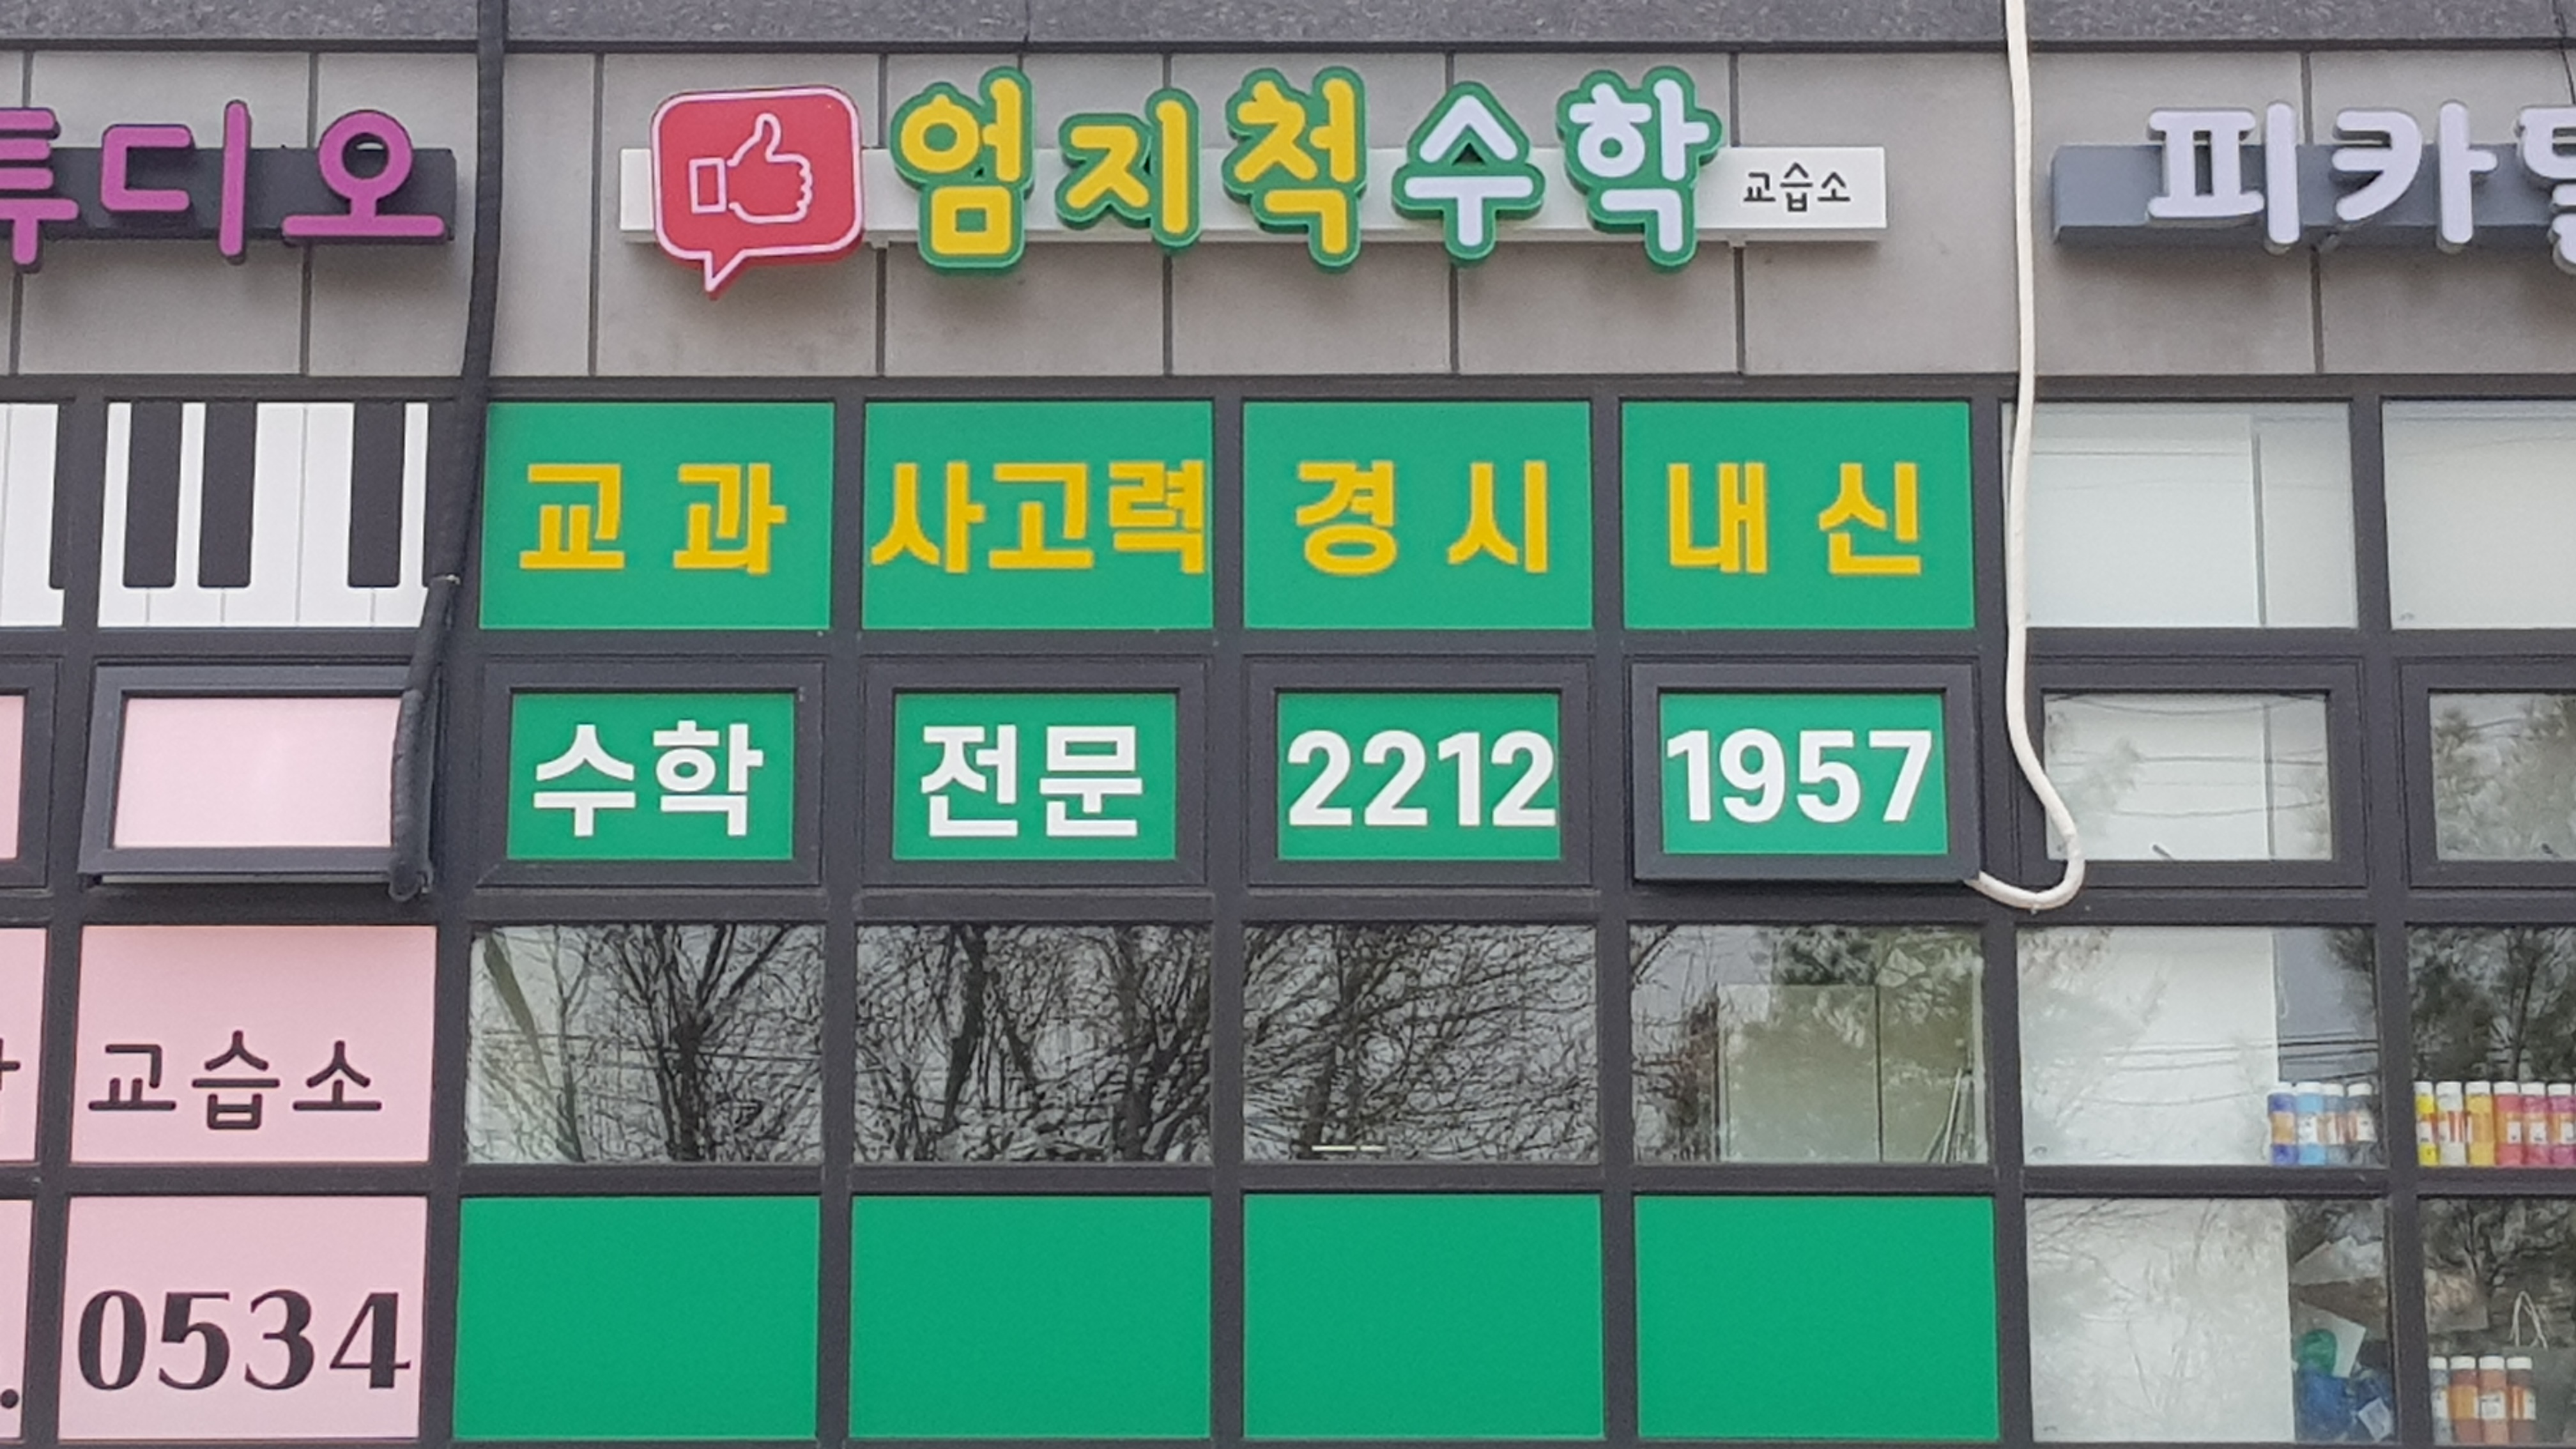 투디오
엄지척수학 교습소
피카
교과 사고력 경시 내신
수학 전문 2212 1957
교습소
0534